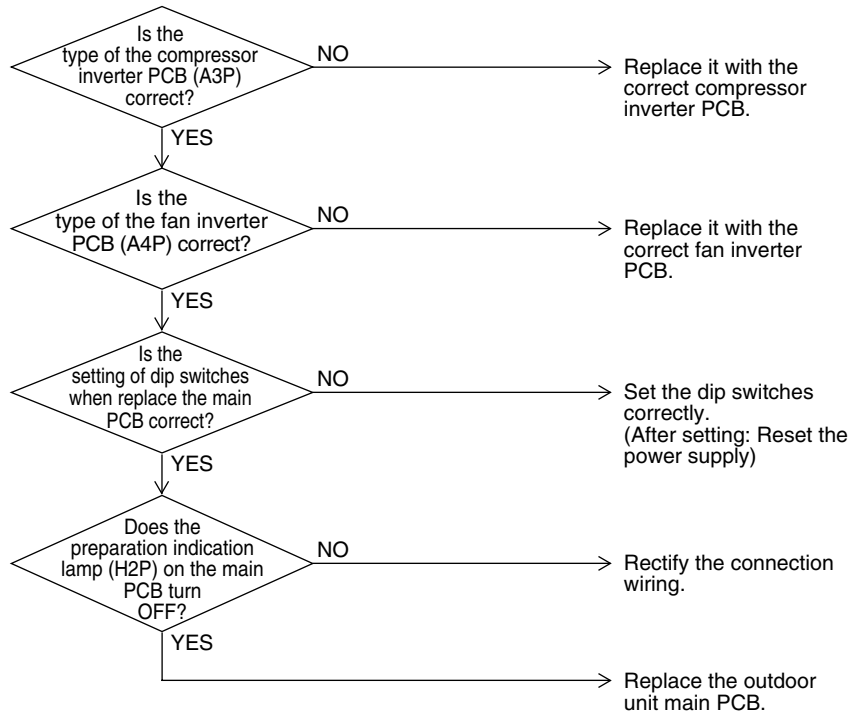 Is the
type of the compressor
inverter PCB (A3P)
correct?
NO
Replace it with the
correct compressor
inverter PCB.
YES
Is the
type of the fan inverter
PCB (A4P) correct?
NO
Replace it with the
correct fan inverter
PCB.
YES
Is the
setting of dip switches
when replace the main
PCB correct?
NO
Set the dip switches
correctly.
(After setting: Reset the
power supply)
YES
Does the
preparation indication
lamp (H2P) on the main
PCB turn
OFF?
NO
Rectify the connection
wiring.
YES
Replace the outdoor
unit main PCB.